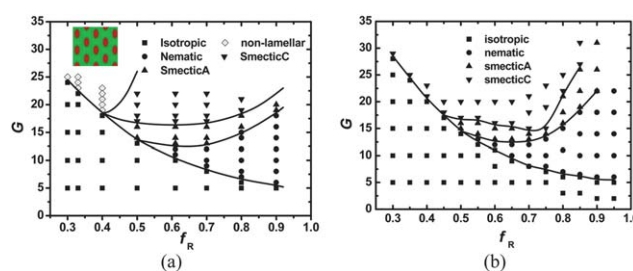 Isotropic
Nematic
SmecticA
non-lamellar
SmecticC
35
30
25
20
15
10
5
0
G
0.3 0.4 0.5 0.6 0.7 0.8 0.9 1.0
f R
(a)
isotropic
nematic
smecticA
smecticC
35
30
25
20
15
10
5
0
G
0.3 0.4 0.5 0.6 0.7 0.8 0.9 1.0
f R
(b)